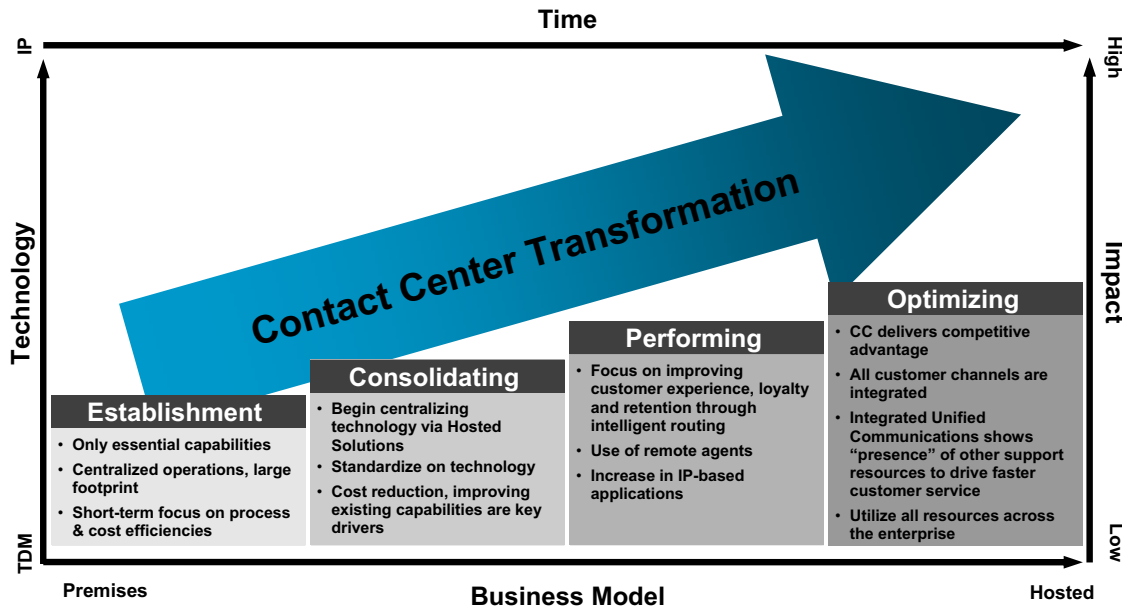 Time
IP
High
Technology
Impact
Contact Center Transformation
Establishment
• Only essential capabilities
• Centralized operations, large
footprint
• Short-term focus on process
& cost efficiencies
Consolidating
• Begin centralizing
technology via Hosted
Solutions
• Standardize on technology
• Cost reduction, improving
existing capabilities are key
drivers
Performing
• Focus on improving
customer experience, loyalty
and retention through
intelligent routing
• Use of remote agents
• Increase in IP-based
applications
Optimizing
• CC delivers competitive
advantage
• All customer channels are
integrated
• Integrated Unified
Communications shows
“presence” of other support
resources to drive faster
customer service
• Utilize all resources across
the enterprise
TDM
Low
Premises
Business Model
Hosted